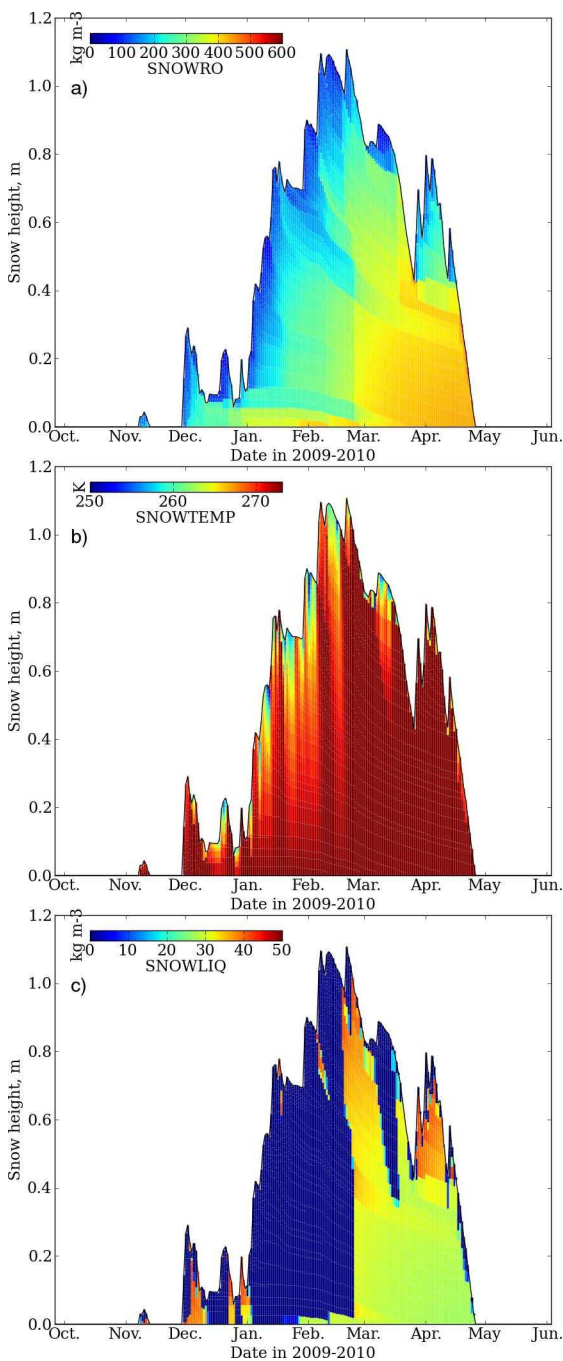 1.2
kg m-3
0 100 200 300 400 500 600
SNOWRO
a)
1.0
0.8
0.6
0.4
0.2
0.0
Snow height, m
Oct. Nov. Dec. Jan. Feb. Mar. Apr. May Jun.
Date in 2009-2010
1.2
K
250 260 270
SNOWTEMP
b)
1.0
0.8
0.6
0.4
0.2
0.0
Snow height, m
Oct. Nov. Dec. Jan. Feb. Mar. Apr. May Jun.
Date in 2009-2010
1.2
kg m-3
0 10 20 30 40 50
SNOWLIQ
c)
1.0
0.8
0.6
0.4
0.2
0.0
Snow height, m
Oct. Nov. Dec. Jan. Feb. Mar. Apr. May Jun.
Date in 2009-2010